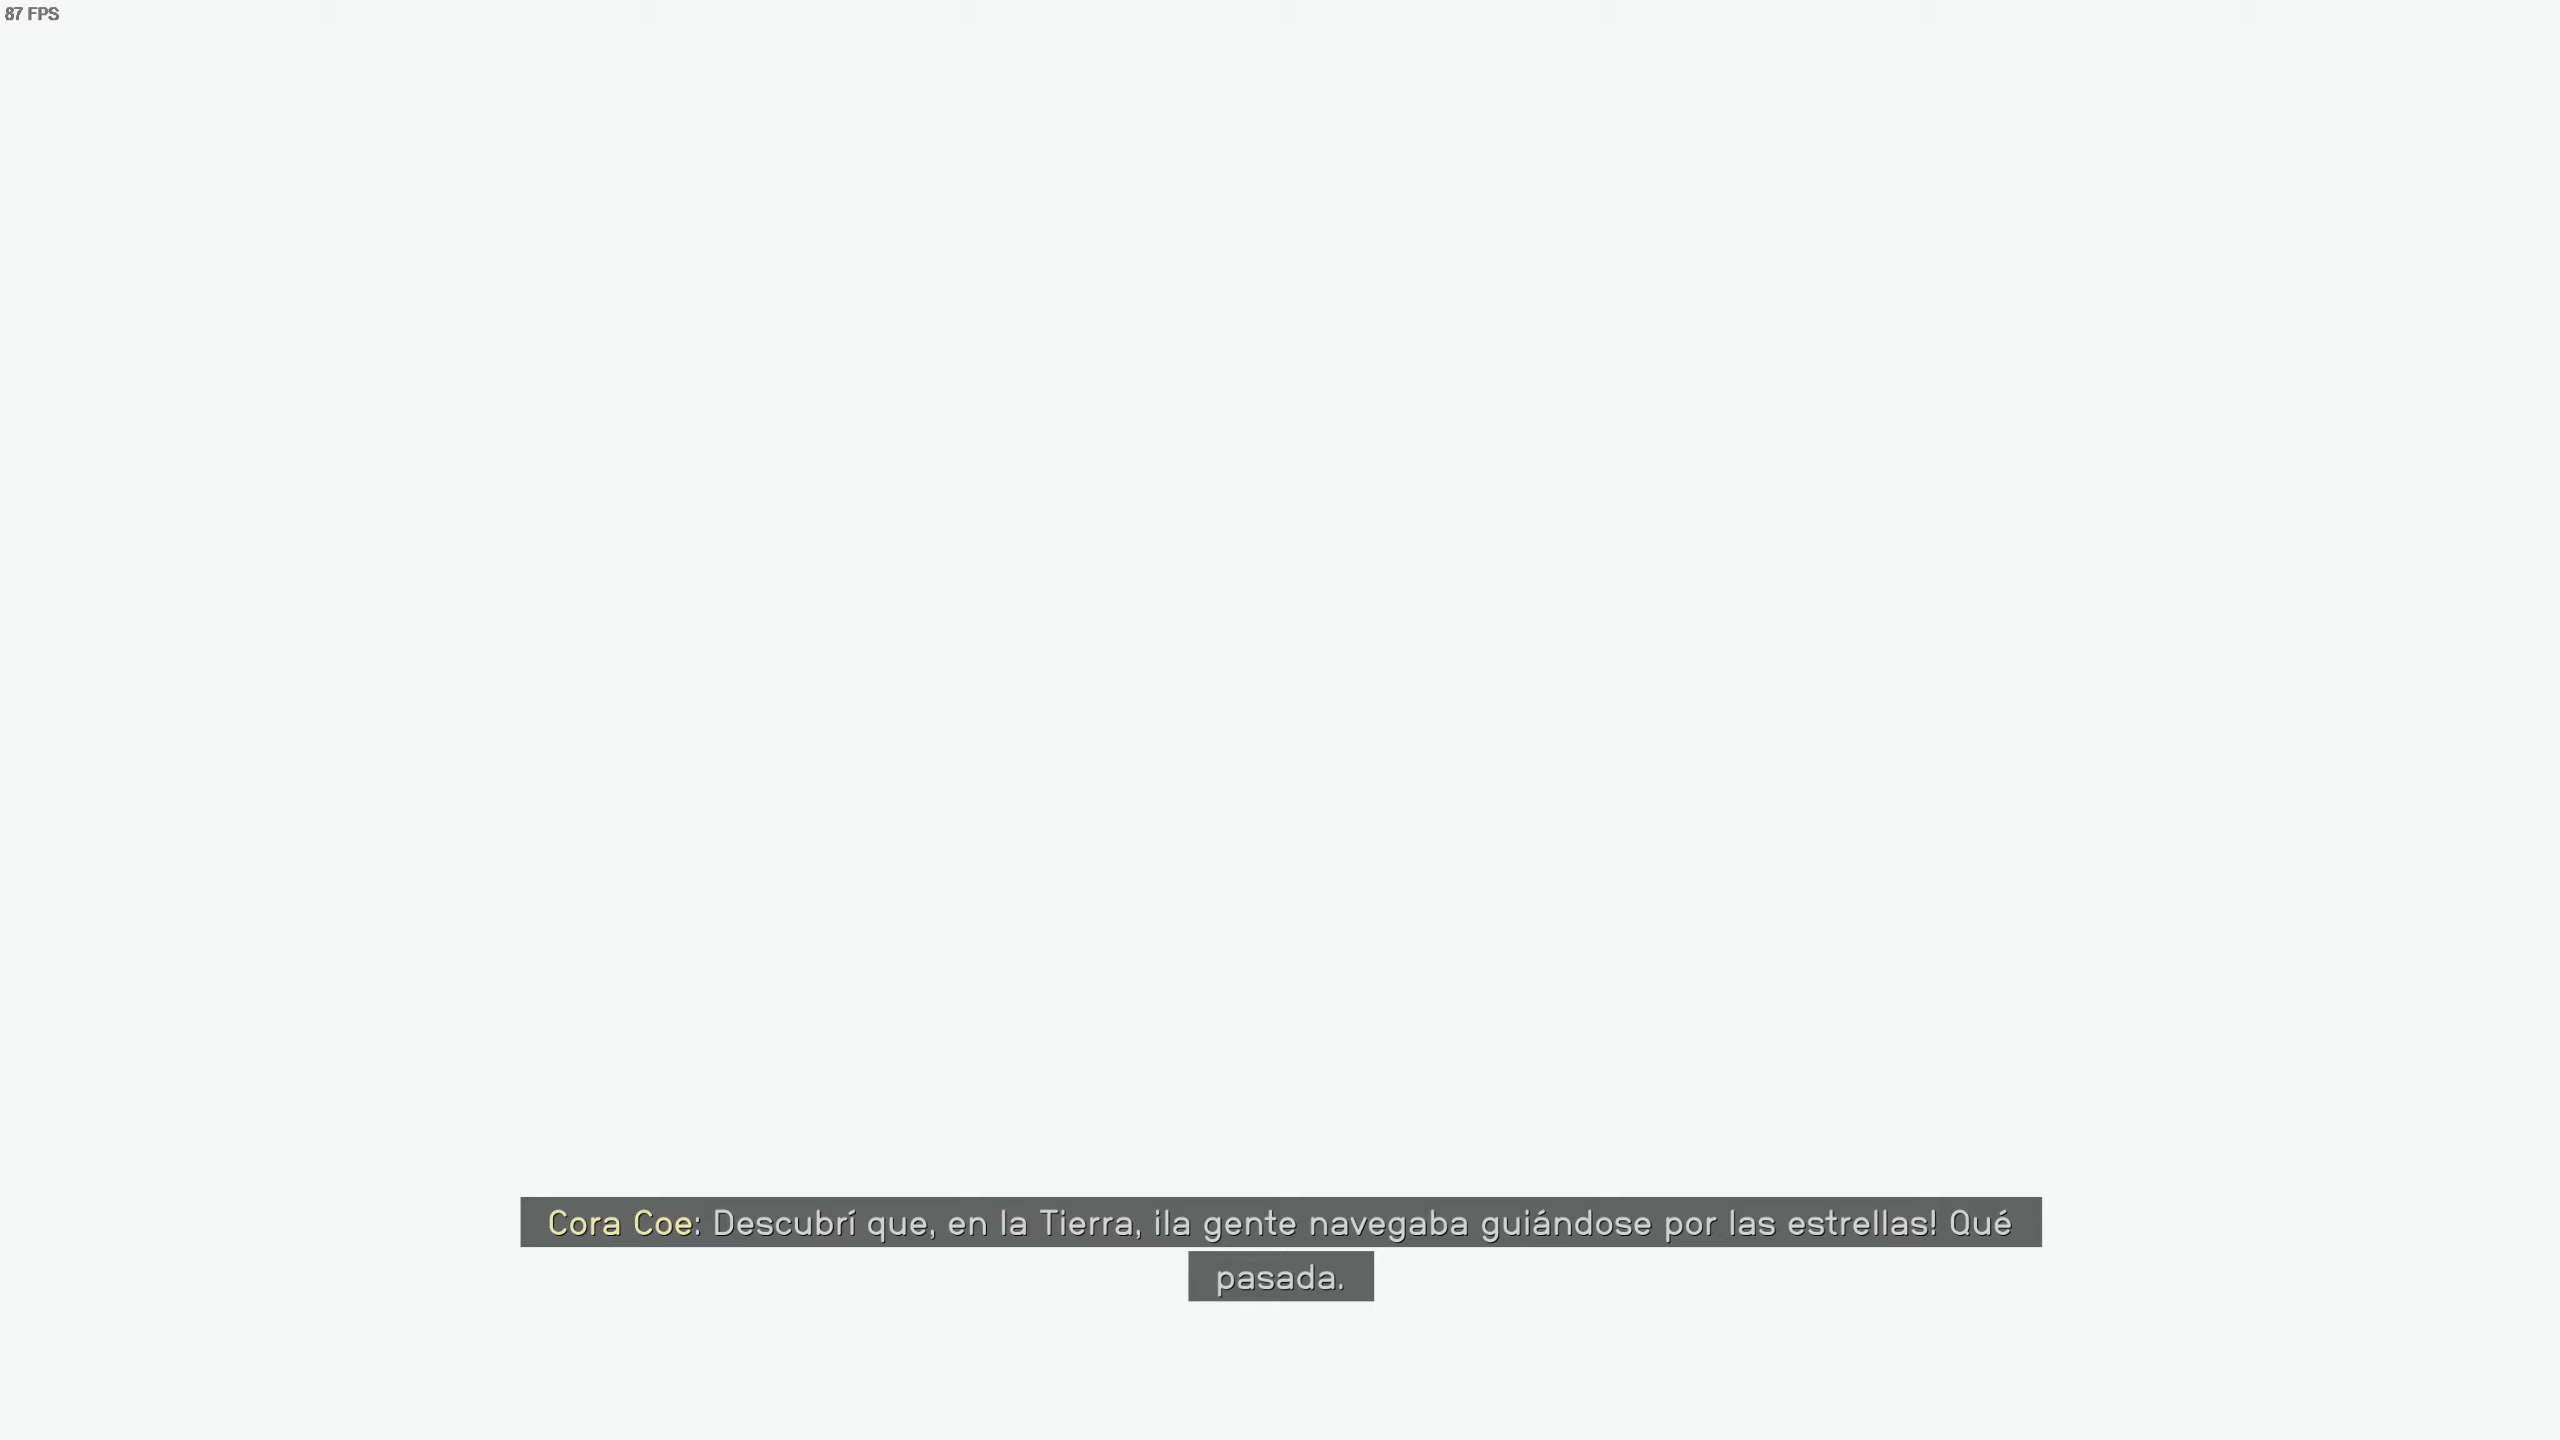 87 FPS
Cora Coe: Descubrí que, en la Tierra, ¡la gente navegaba guiándose por las estrellas! Qué
pasada.